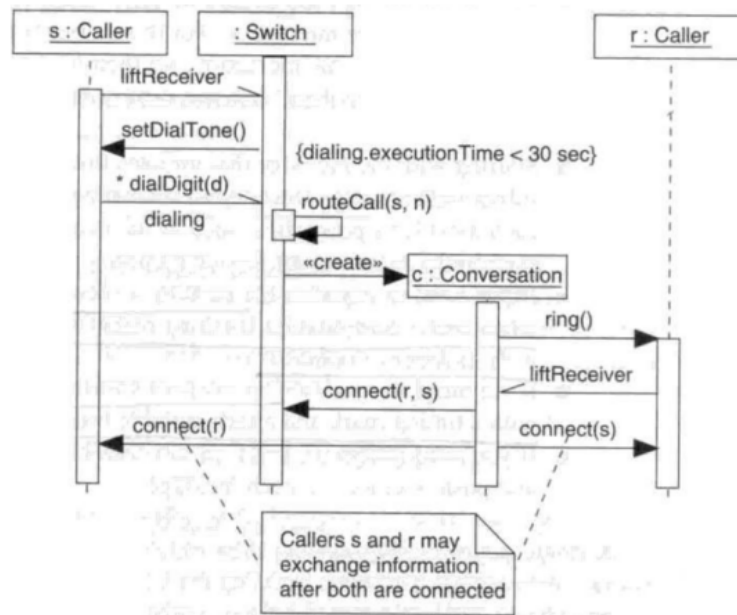 s : Caller
: Switch
r : Caller
liftReceiver
setDialTone()
{dialing.executionTime < 30 sec}
* dialDigit(d)
dialing
routeCall(s, n)
«create»
c : Conversation
ring()
liftReceiver
connect(r, s)
connect(r)
connect(s)
Callers s and r may
exchange information
after both are connected